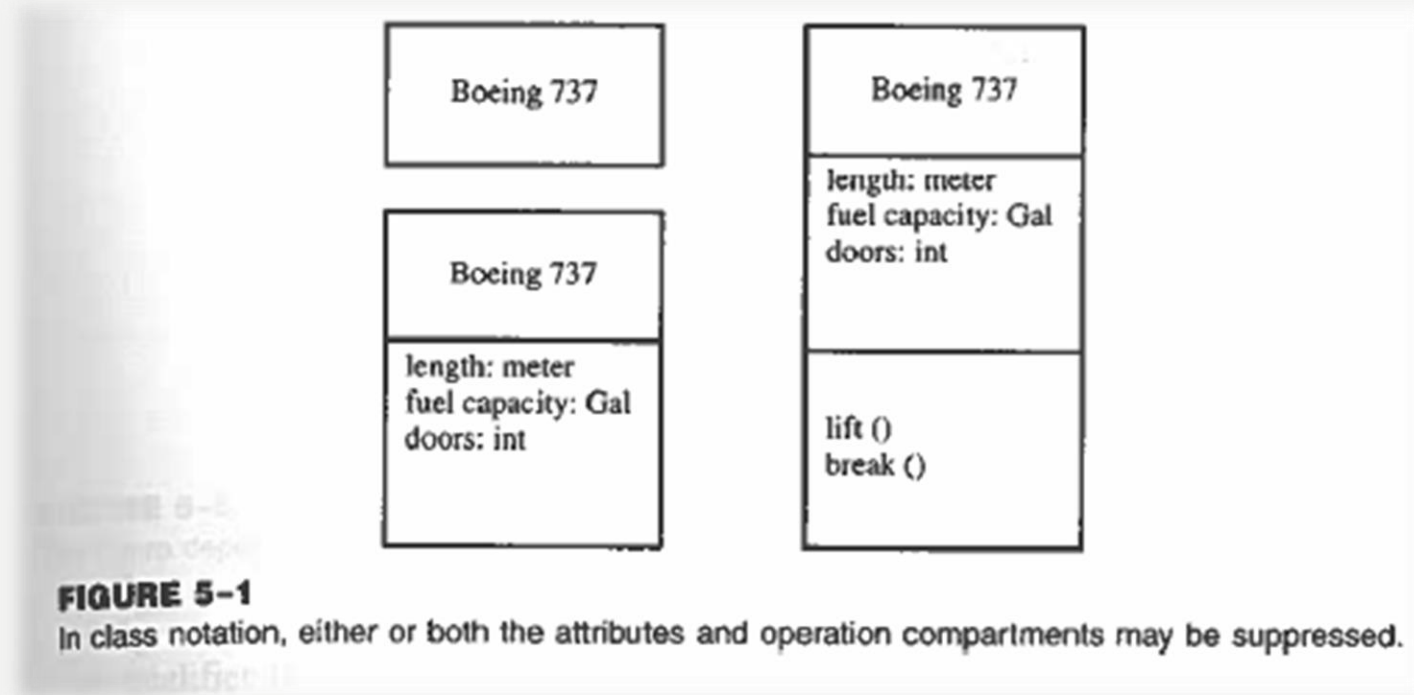 Boeing 737
Boeing 737
length: meter
fuel capacity: Gal
doors: int
Boeing 737
length: meter
fuel capacity: Gal
doors: int
lift ()
break ()
FIGURE 5-1
In class notation, either or both the attributes and operation compartments may be suppressed.